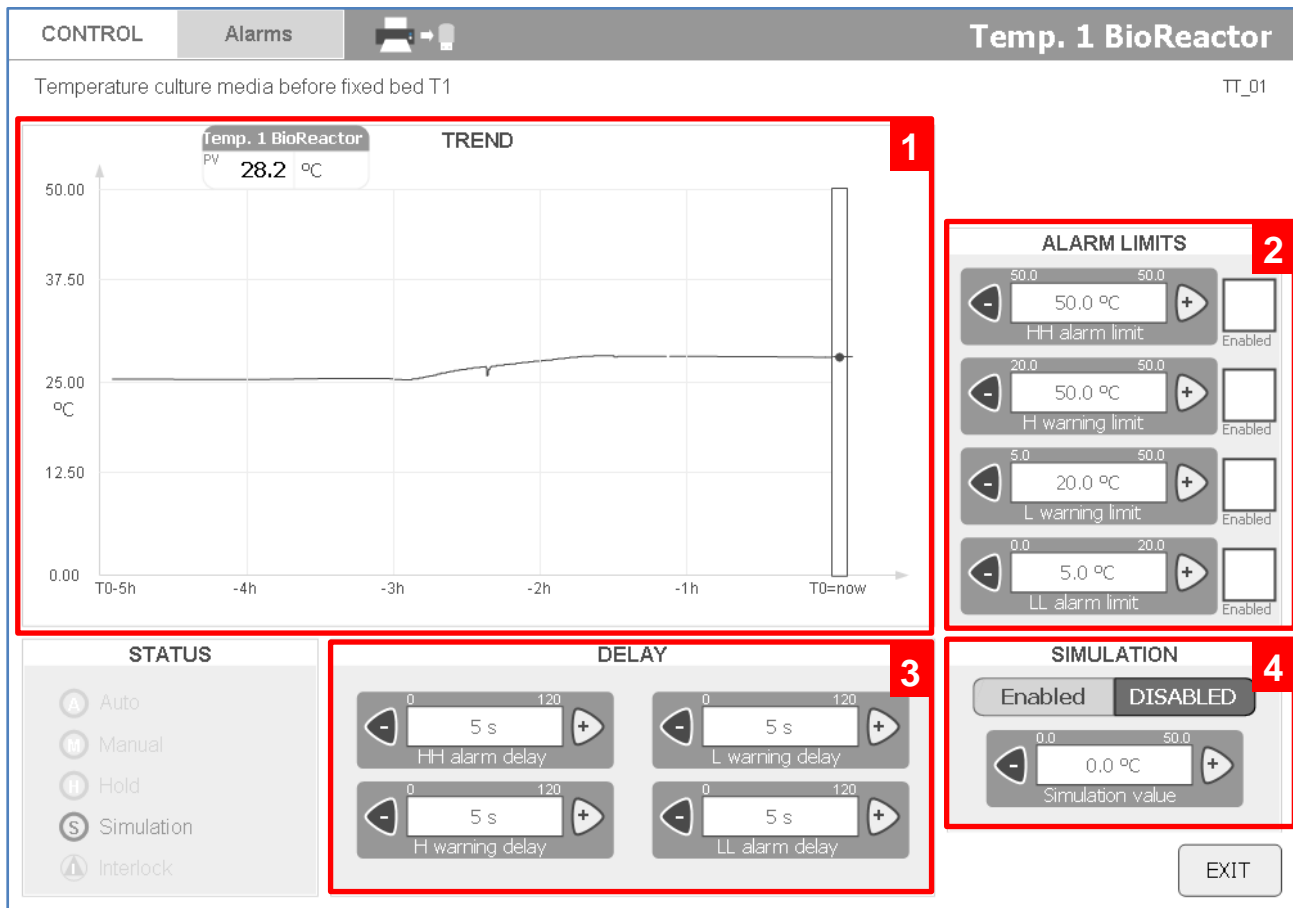 CONTROL Alarms Temp. 1 BioReactor
Temperature culture media before fixed bed T1 TT_01
1
Temp. 1 BioReactor TREND
PV 28.2 ºC
50.00
37.50
25.00
ºC
12.50
0.00
T0-5h -4h -3h -2h -1h T0=now
2
ALARM LIMITS
50.0 50.0
- 50.0 ºC +
HH alarm limit Enabled
20.0 50.0
- 50.0 ºC +
H warning limit Enabled
5.0 50.0
- 20.0 ºC +
L warning limit Enabled
0.0 20.0
- 5.0 ºC +
LL alarm limit Enabled
STATUS
A Auto
M Manual
H Hold
S Simulation
Interlock
3
DELAY
0 120 0 120
- 5 s + - 5 s +
HH alarm delay L warning delay
0 120 0 120
- 5 s + - 5 s +
H warning delay LL alarm delay
4
SIMULATION
Enabled DISABLED
0.0 50.0
- 0.0 ºC +
Simulation value
EXIT